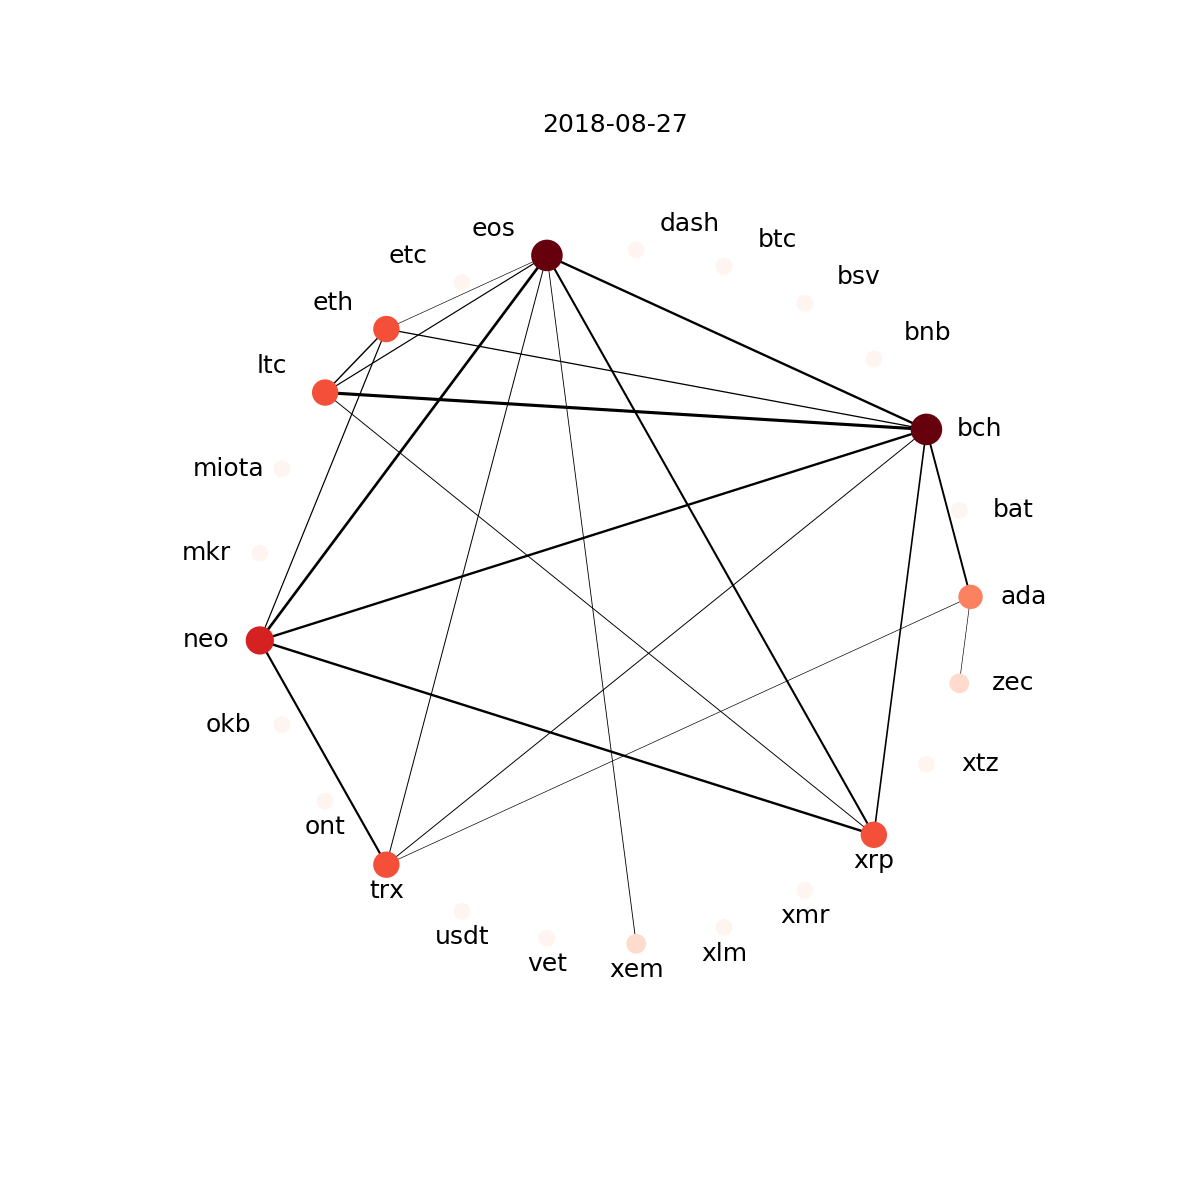 2018-08-27
dash
eos
btc
etc
bsv
eth
bnb
ltc
bch
miota
bat
mkr
ada
neo
zec
okb
xtz
ont
xrp
trx
xmr
usdt
xlm
vet
xem